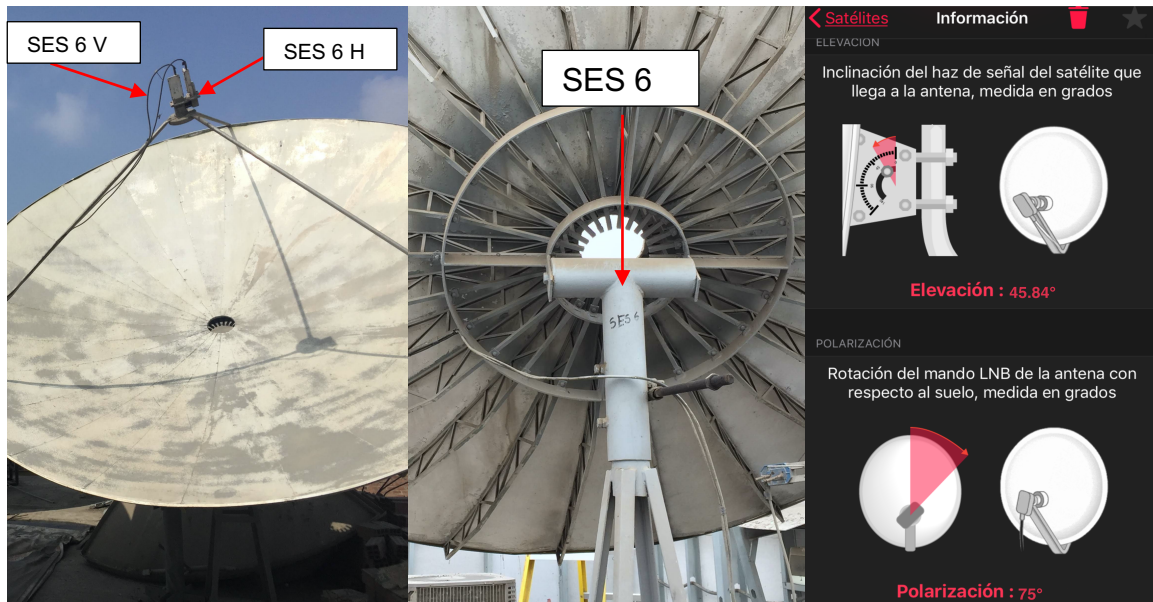 SES 6 V
SES 6 H
SES 6
SES 6
Satélites
Información
ELEVACIÓN
Inclinación del haz de señal del satélite que
llega a la antena, medida en grados
Elevación : 45.84°
POLARIZACIÓN
Rotación del mando LNB de la antena con
respecto al suelo, medida en grados
Polarización : 75°